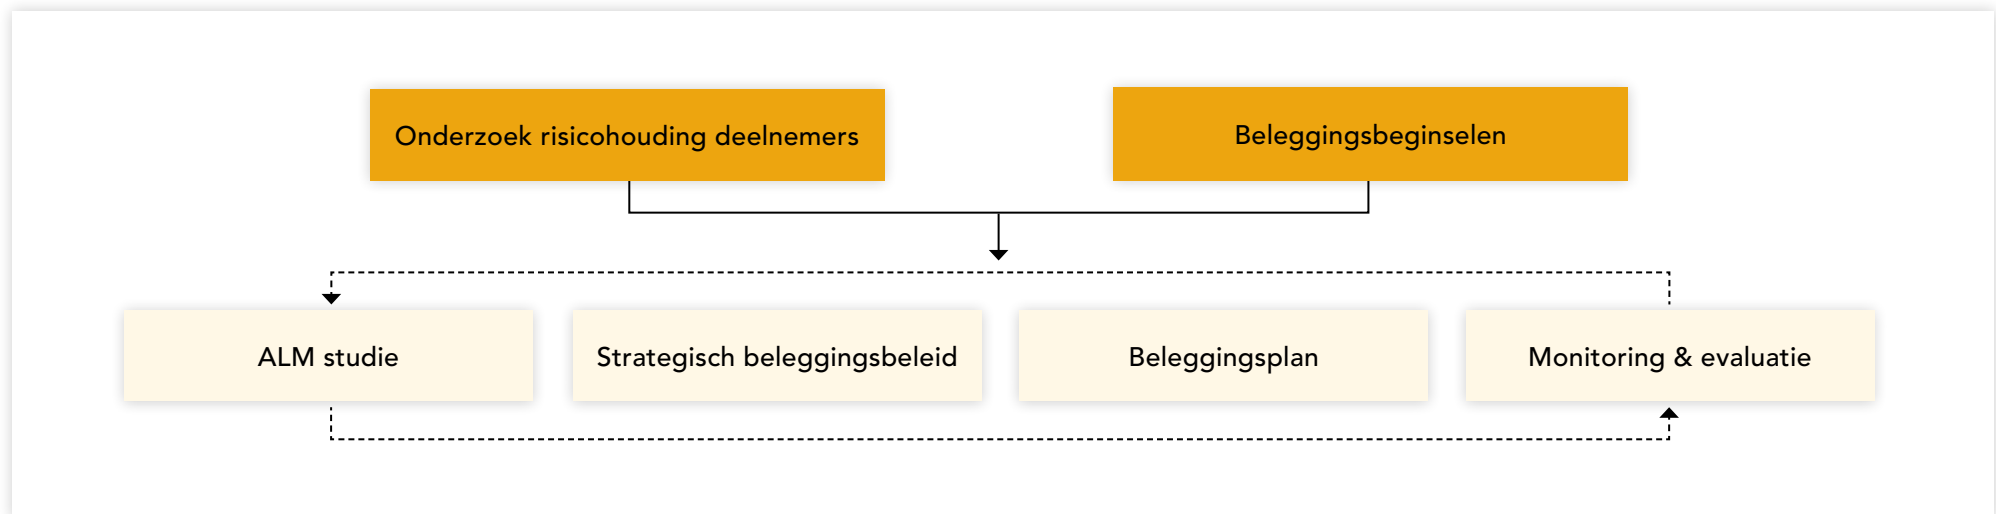 Onderzoek risicohouding deelnemers
Beleggingsbeginselen
ALM studie
Strategisch beleggingsbeleid
Beleggingsplan
Monitoring & evaluatie